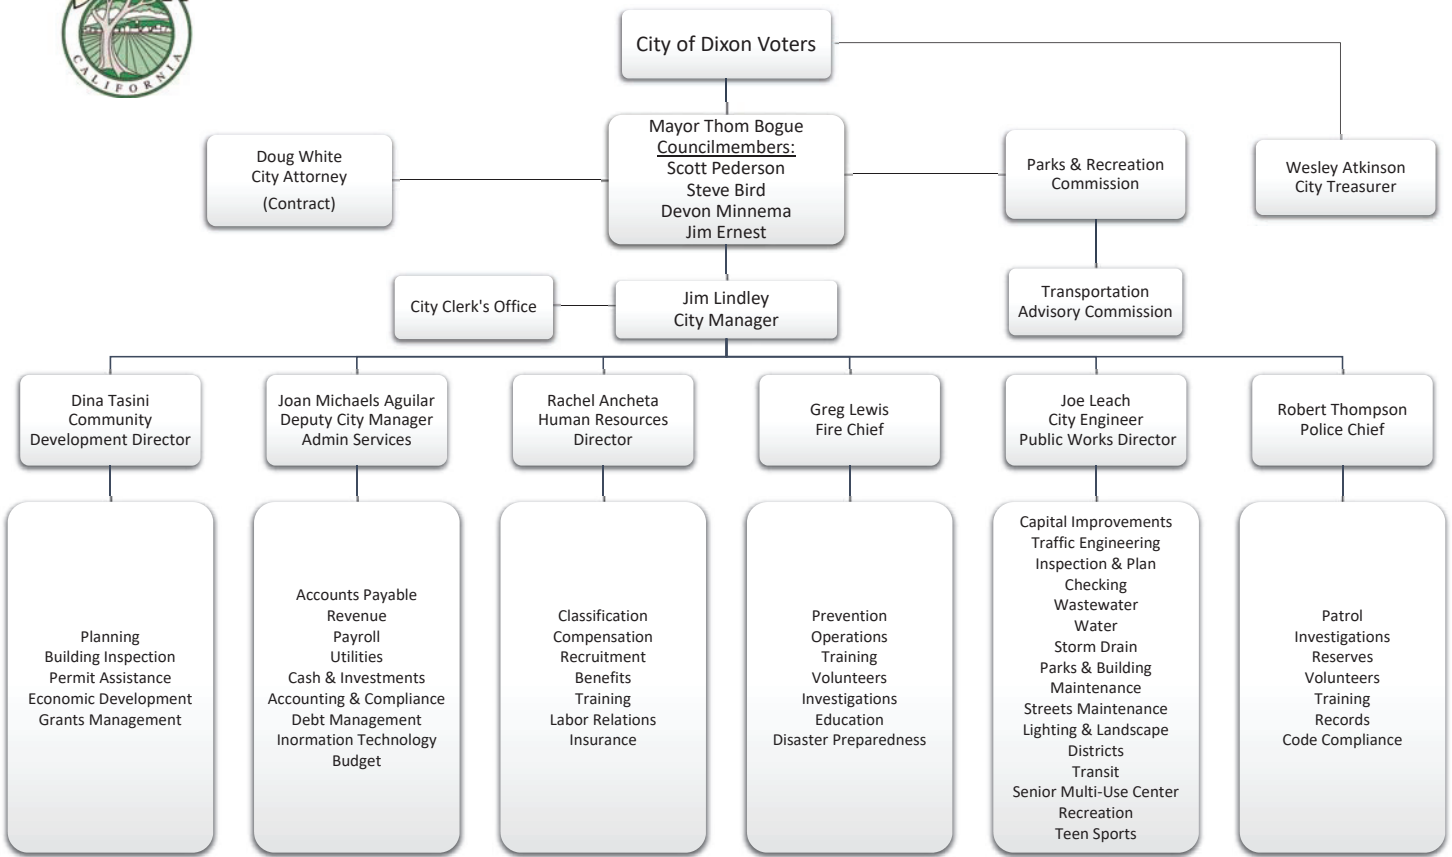 CALIFORNIA
City of Dixon Voters
Mayor Thom Bogue
Councilmembers:
Scott Pederson
Steve Bird
Devon Minnema
Jim Ernest
Doug White
City Attorney
(Contract)
Parks & Recreation
Commission
Wesley Atkinson
City Treasurer
Transportation
Advisory Commission
City Clerk's Office
Jim Lindley
City Manager
Dina Tasini
Community
Development Director
Joan Michaels Aguilar
Deputy City Manager
Admin Services
Rachel Ancheta
Human Resources
Director
Greg Lewis
Fire Chief
Joe Leach
City Engineer
Public Works Director
Robert Thompson
Police Chief
Planning
Building Inspection
Permit Assistance
Economic Development
Grants Management
Accounts Payable
Revenue
Payroll
Utilities
Cash & Investments
Accounting & Compliance
Debt Management
Inormation Technology
Budget
Classification
Compensation
Recruitment
Benefits
Training
Labor Relations
Insurance
Prevention
Operations
Training
Volunteers
Investigations
Education
Disaster Preparedness
Capital Improvements
Traffic Engineering
Inspection & Plan
Checking
Wastewater
Water
Storm Drain
Parks & Building
Maintenance
Streets Maintenance
Lighting & Landscape
Districts
Transit
Senior Multi-Use Center
Recreation
Teen Sports
Patrol
Investigations
Reserves
Volunteers
Training
Records
Code Compliance